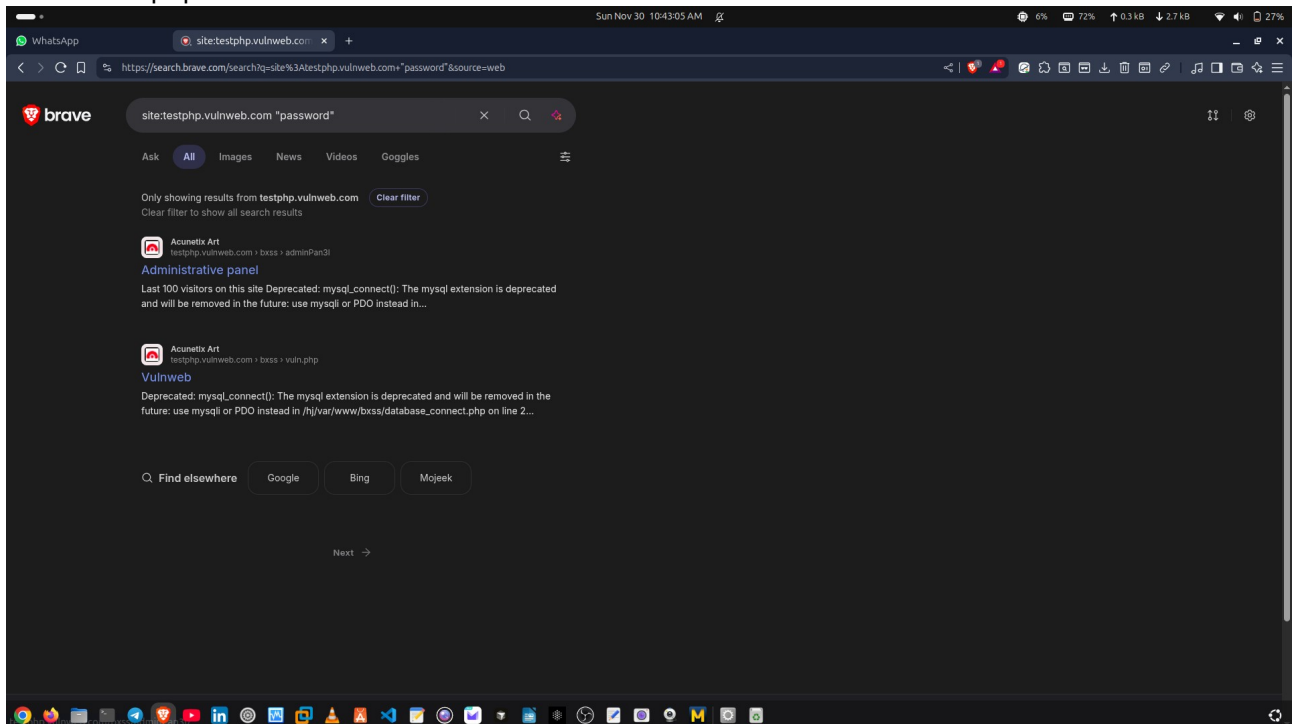 Sun Nov 30 10:43:05 AM
6% 72% ↑ 0.3 kB ↓ 2.7 kB 27%
WhatsApp
site:testphp.vulnweb.com
https://search.brave.com/search?q=site%3Atestphp.vulnweb.com+"password"&source=web
brave
site:testphp.vulnweb.com "password"
Ask All Images News Videos Goggles
Only showing results from testphp.vulnweb.com Clear filter
Clear filter to show all search results
Acunetix Art
testphp.vulnweb.com › bxss › adminPan3l
Administrative panel
Last 100 visitors on this site Deprecated: mysql_connect(): The mysql extension is deprecated
and will be removed in the future: use mysqli or PDO instead in...
Acunetix Art
testphp.vulnweb.com › bxss › vuln.php
Vulnweb
Deprecated: mysql_connect(): The mysql extension is deprecated and will be removed in the
future: use mysqli or PDO instead in /hj/var/www/bxss/database_connect.php on line 2...
Find elsewhere Google Bing Mojeek
Next →